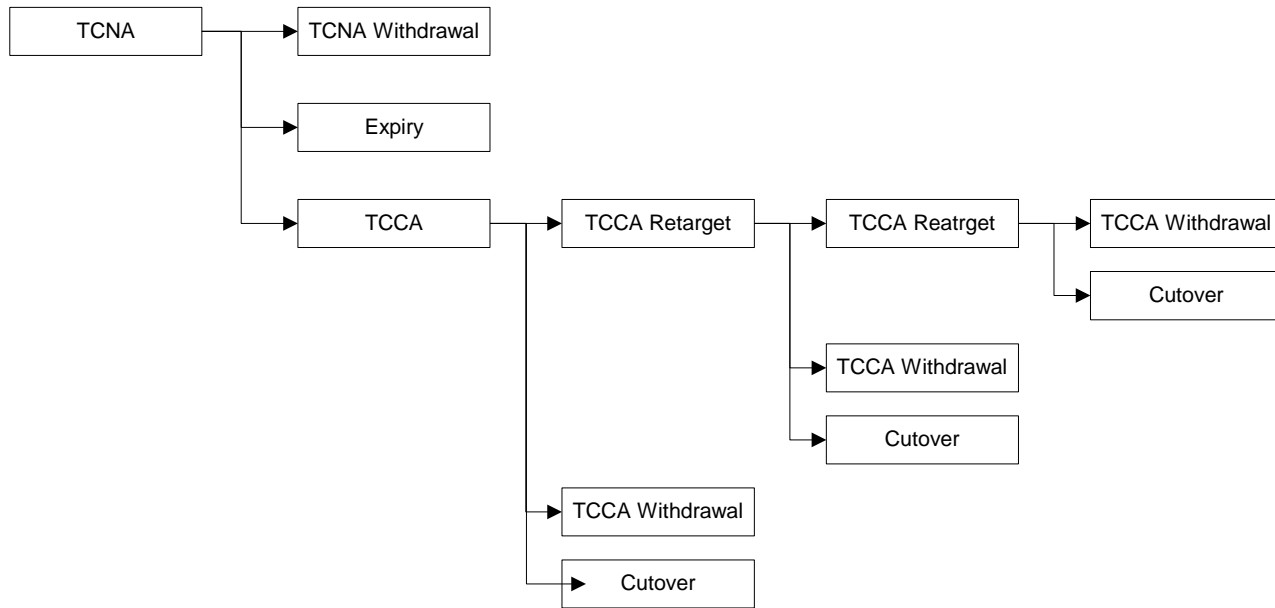 TCNA
TCNA Withdrawal
Expiry
TCCA
TCCA Retarget
TCCA Reatrget
TCCA Withdrawal
Cutover
TCCA Withdrawal
Cutover
TCCA Withdrawal
Cutover